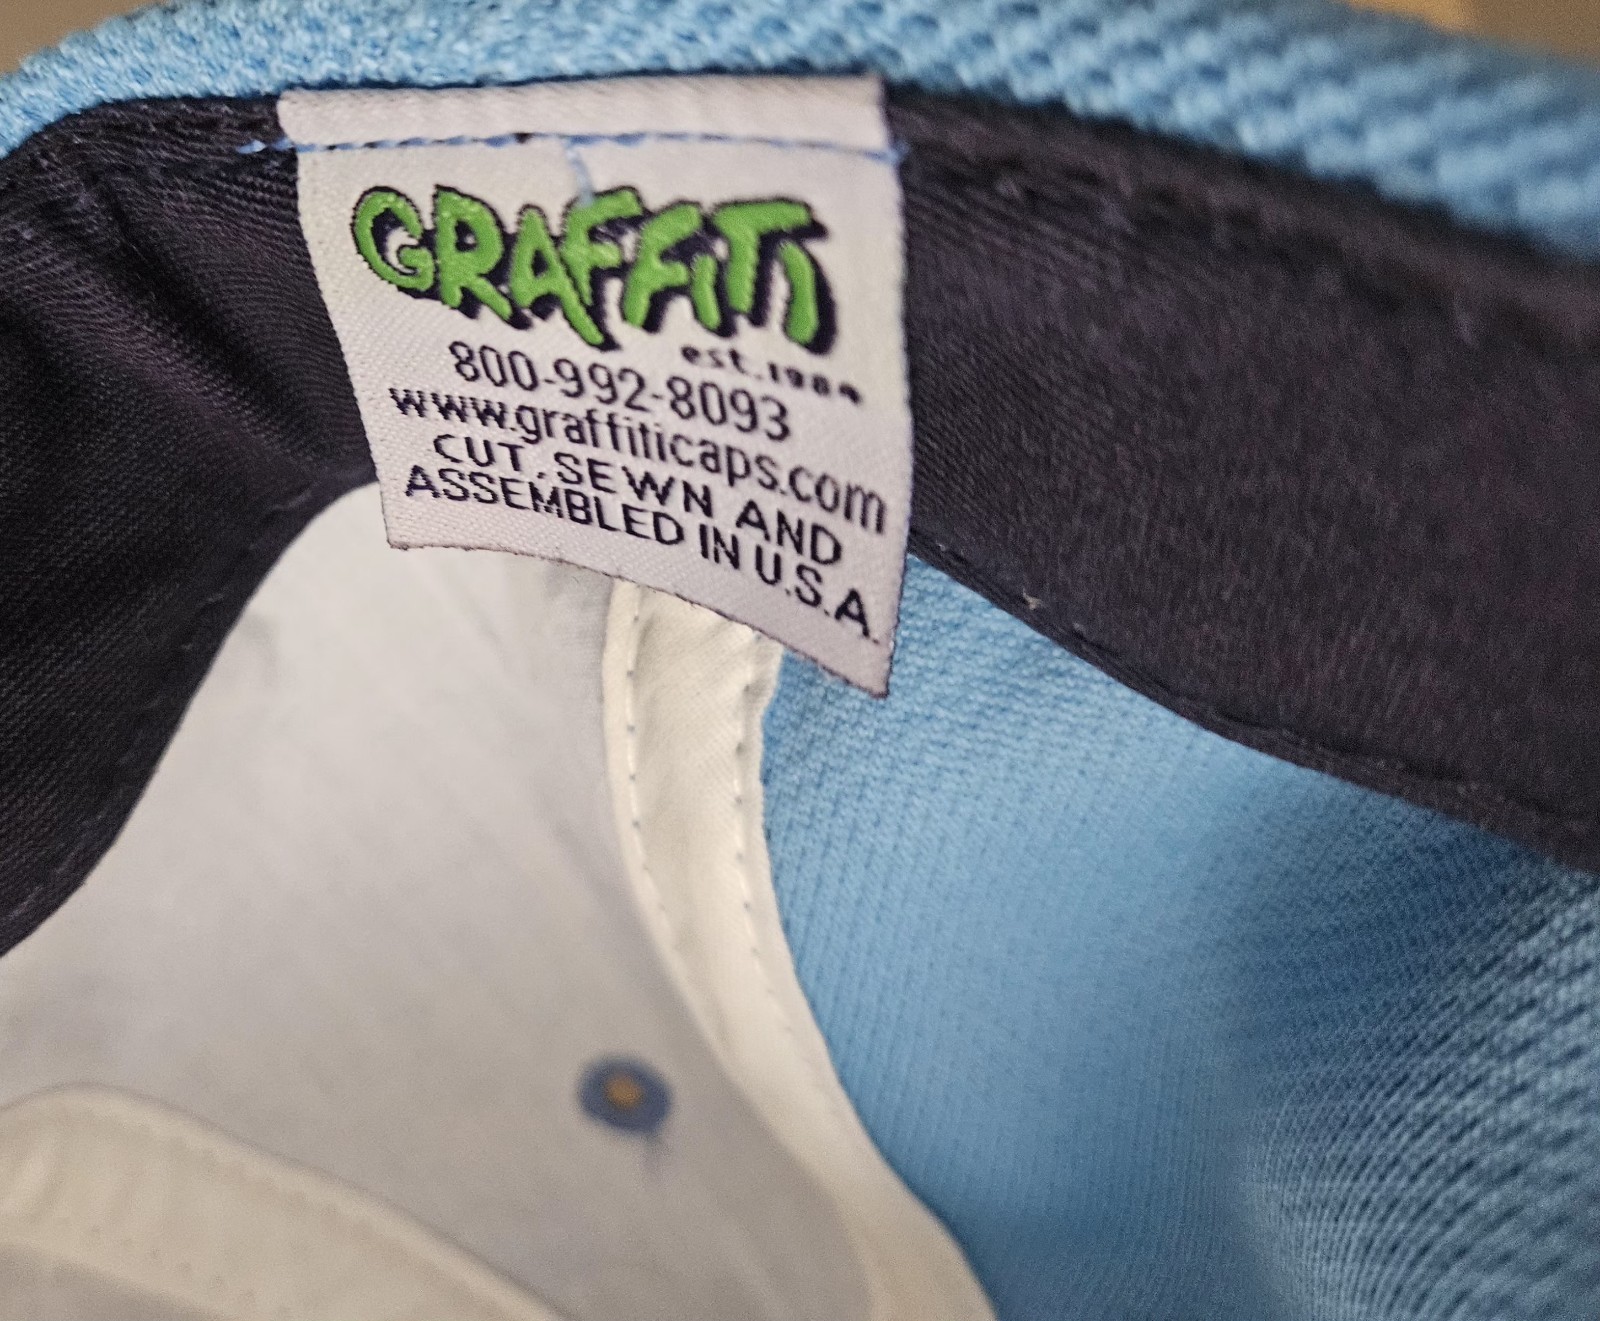 GRAFFITI
est. 1984
800-992-8093
www.graffiticaps.com
CUT, SEWN AND
ASSEMBLED IN U.S.A.